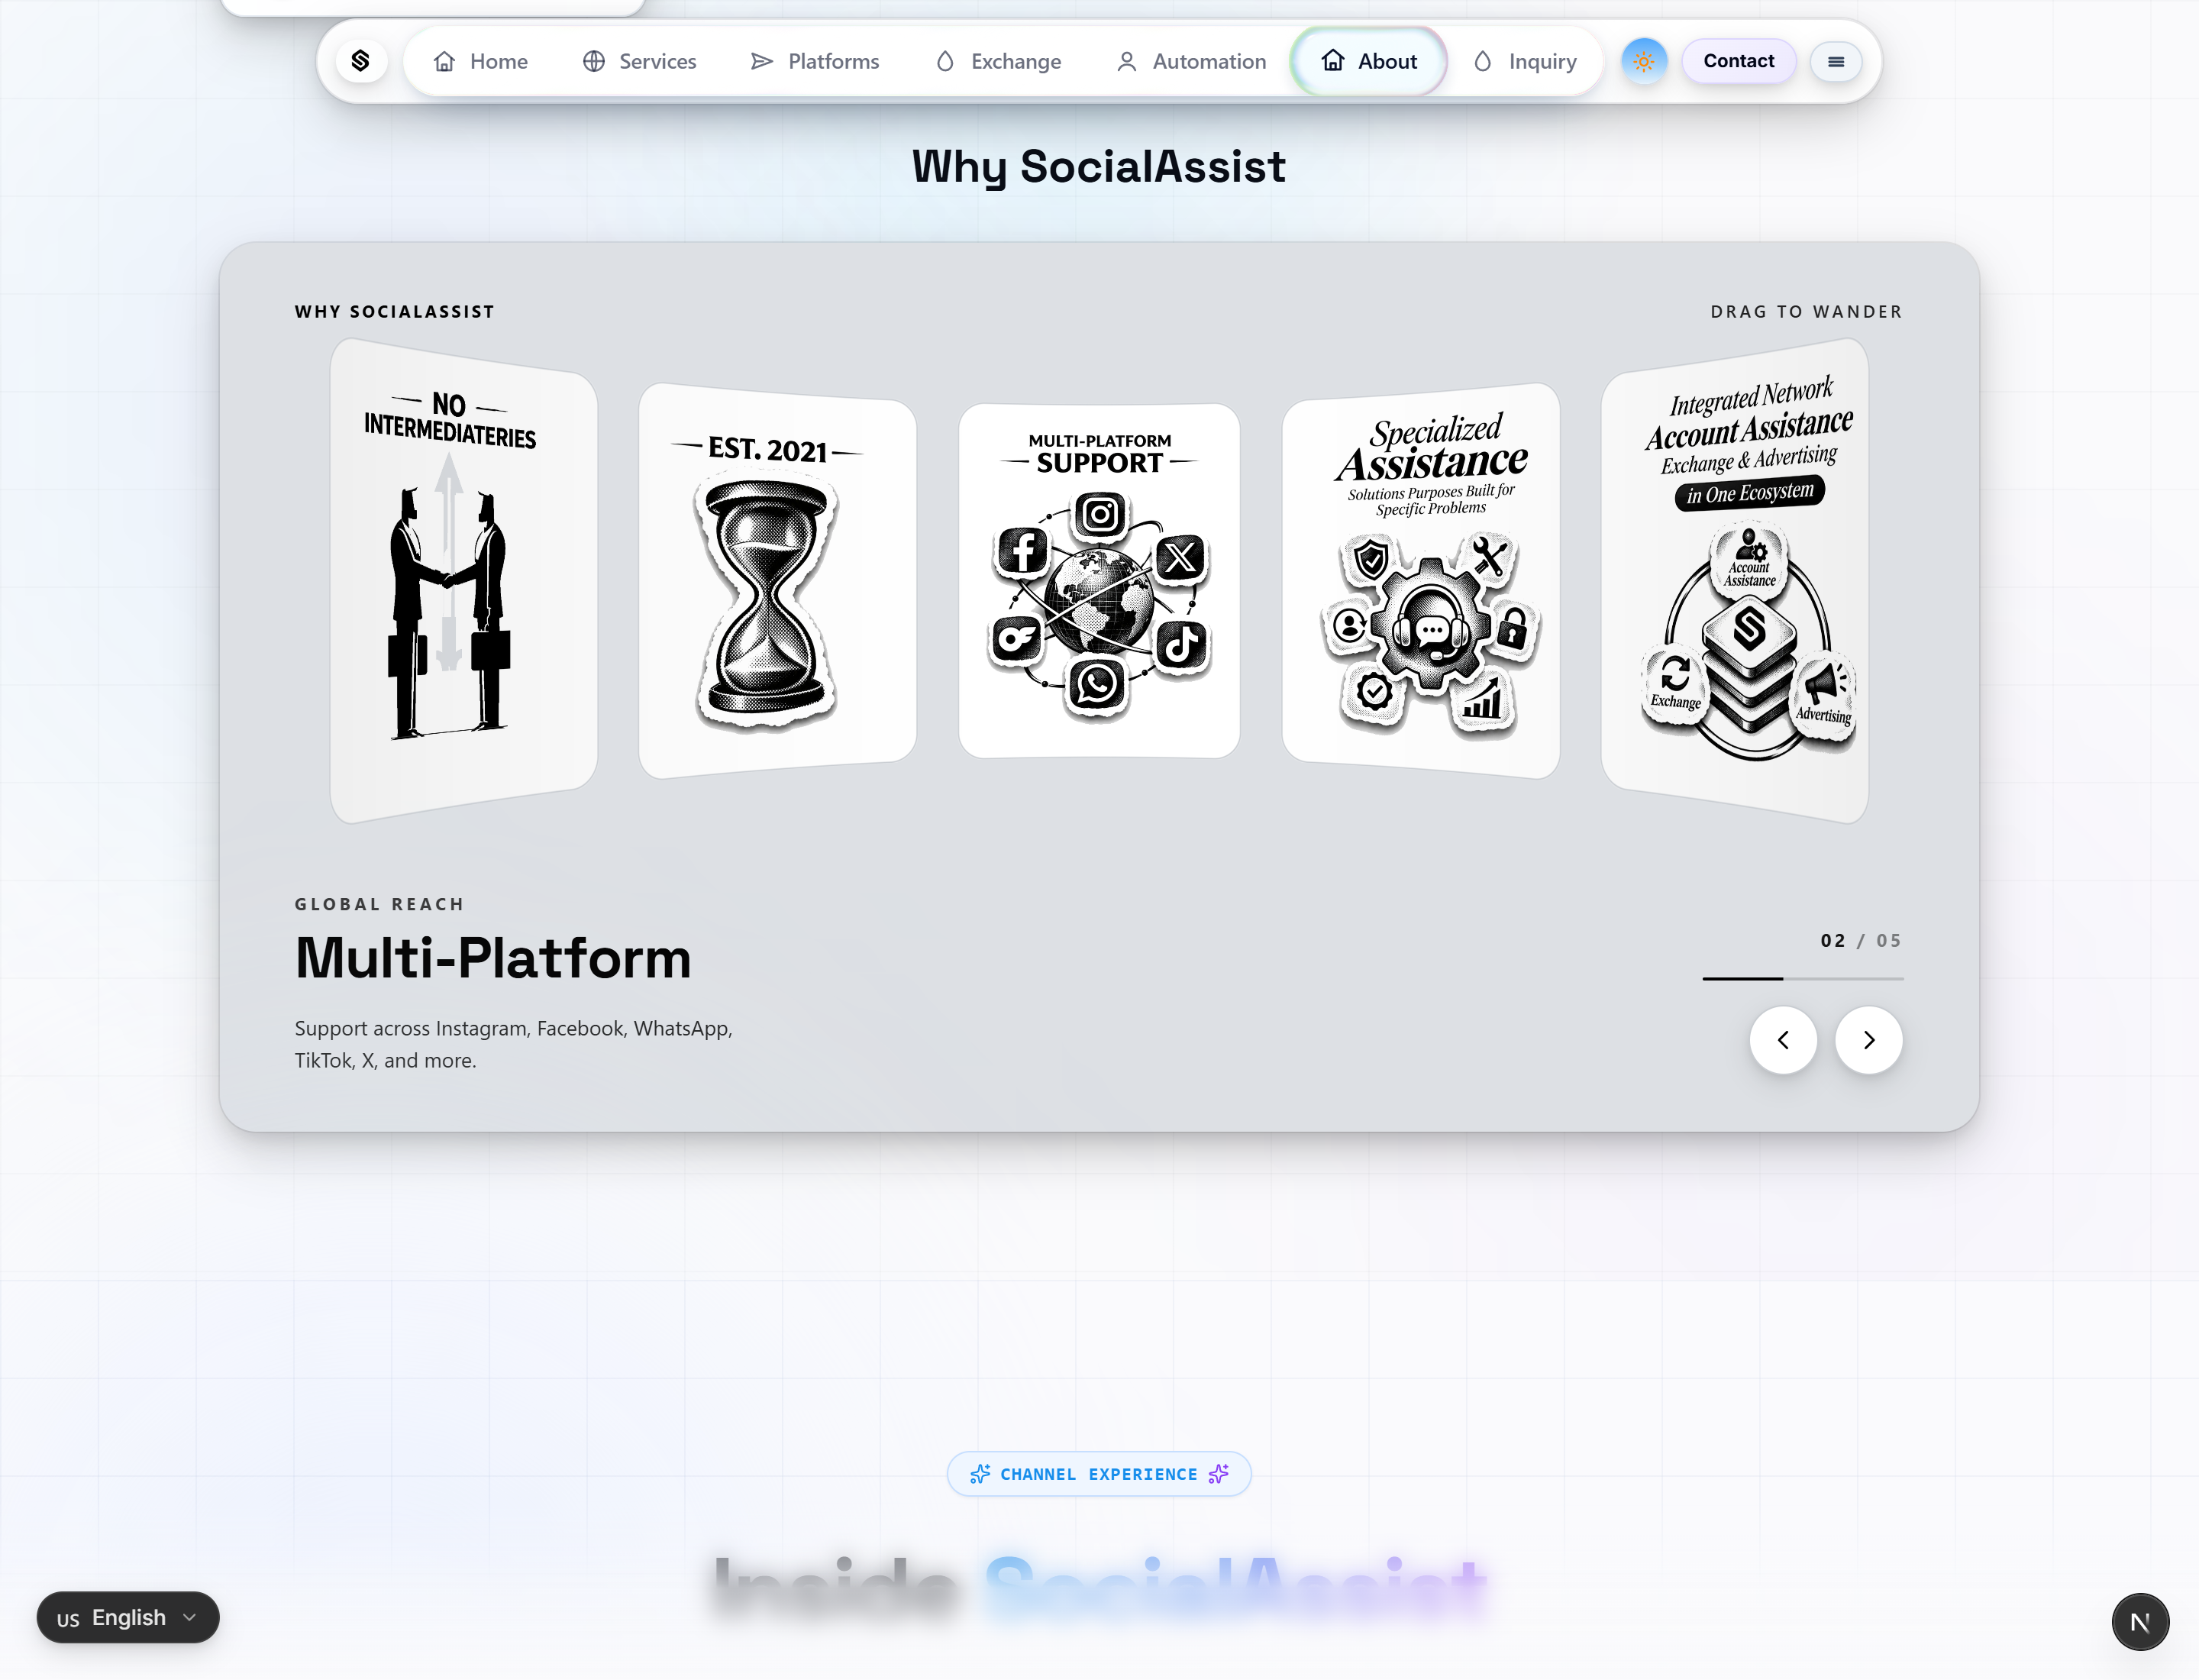 Home
Services
Platforms
Exchange
Automation
About
Inquiry
Contact
Why SocialAssist
WHY SOCIALASSIST
DRAG TO WANDER
NO
INTERMEDIATERIES
EST. 2021
MULTI-PLATFORM
SUPPORT
Specialized
Assistance
Solutions Purposes Built for
Specific Problems
Integrated Network
Account Assistance
Exchange & Advertising
in One Ecosystem
Account
Assistance
Exchange
Advertising
GLOBAL REACH
Multi-Platform
Support across Instagram, Facebook, WhatsApp,
TikTok, X, and more.
02 / 05
CHANNEL EXPERIENCE
Inside SocialAssist
US English
N